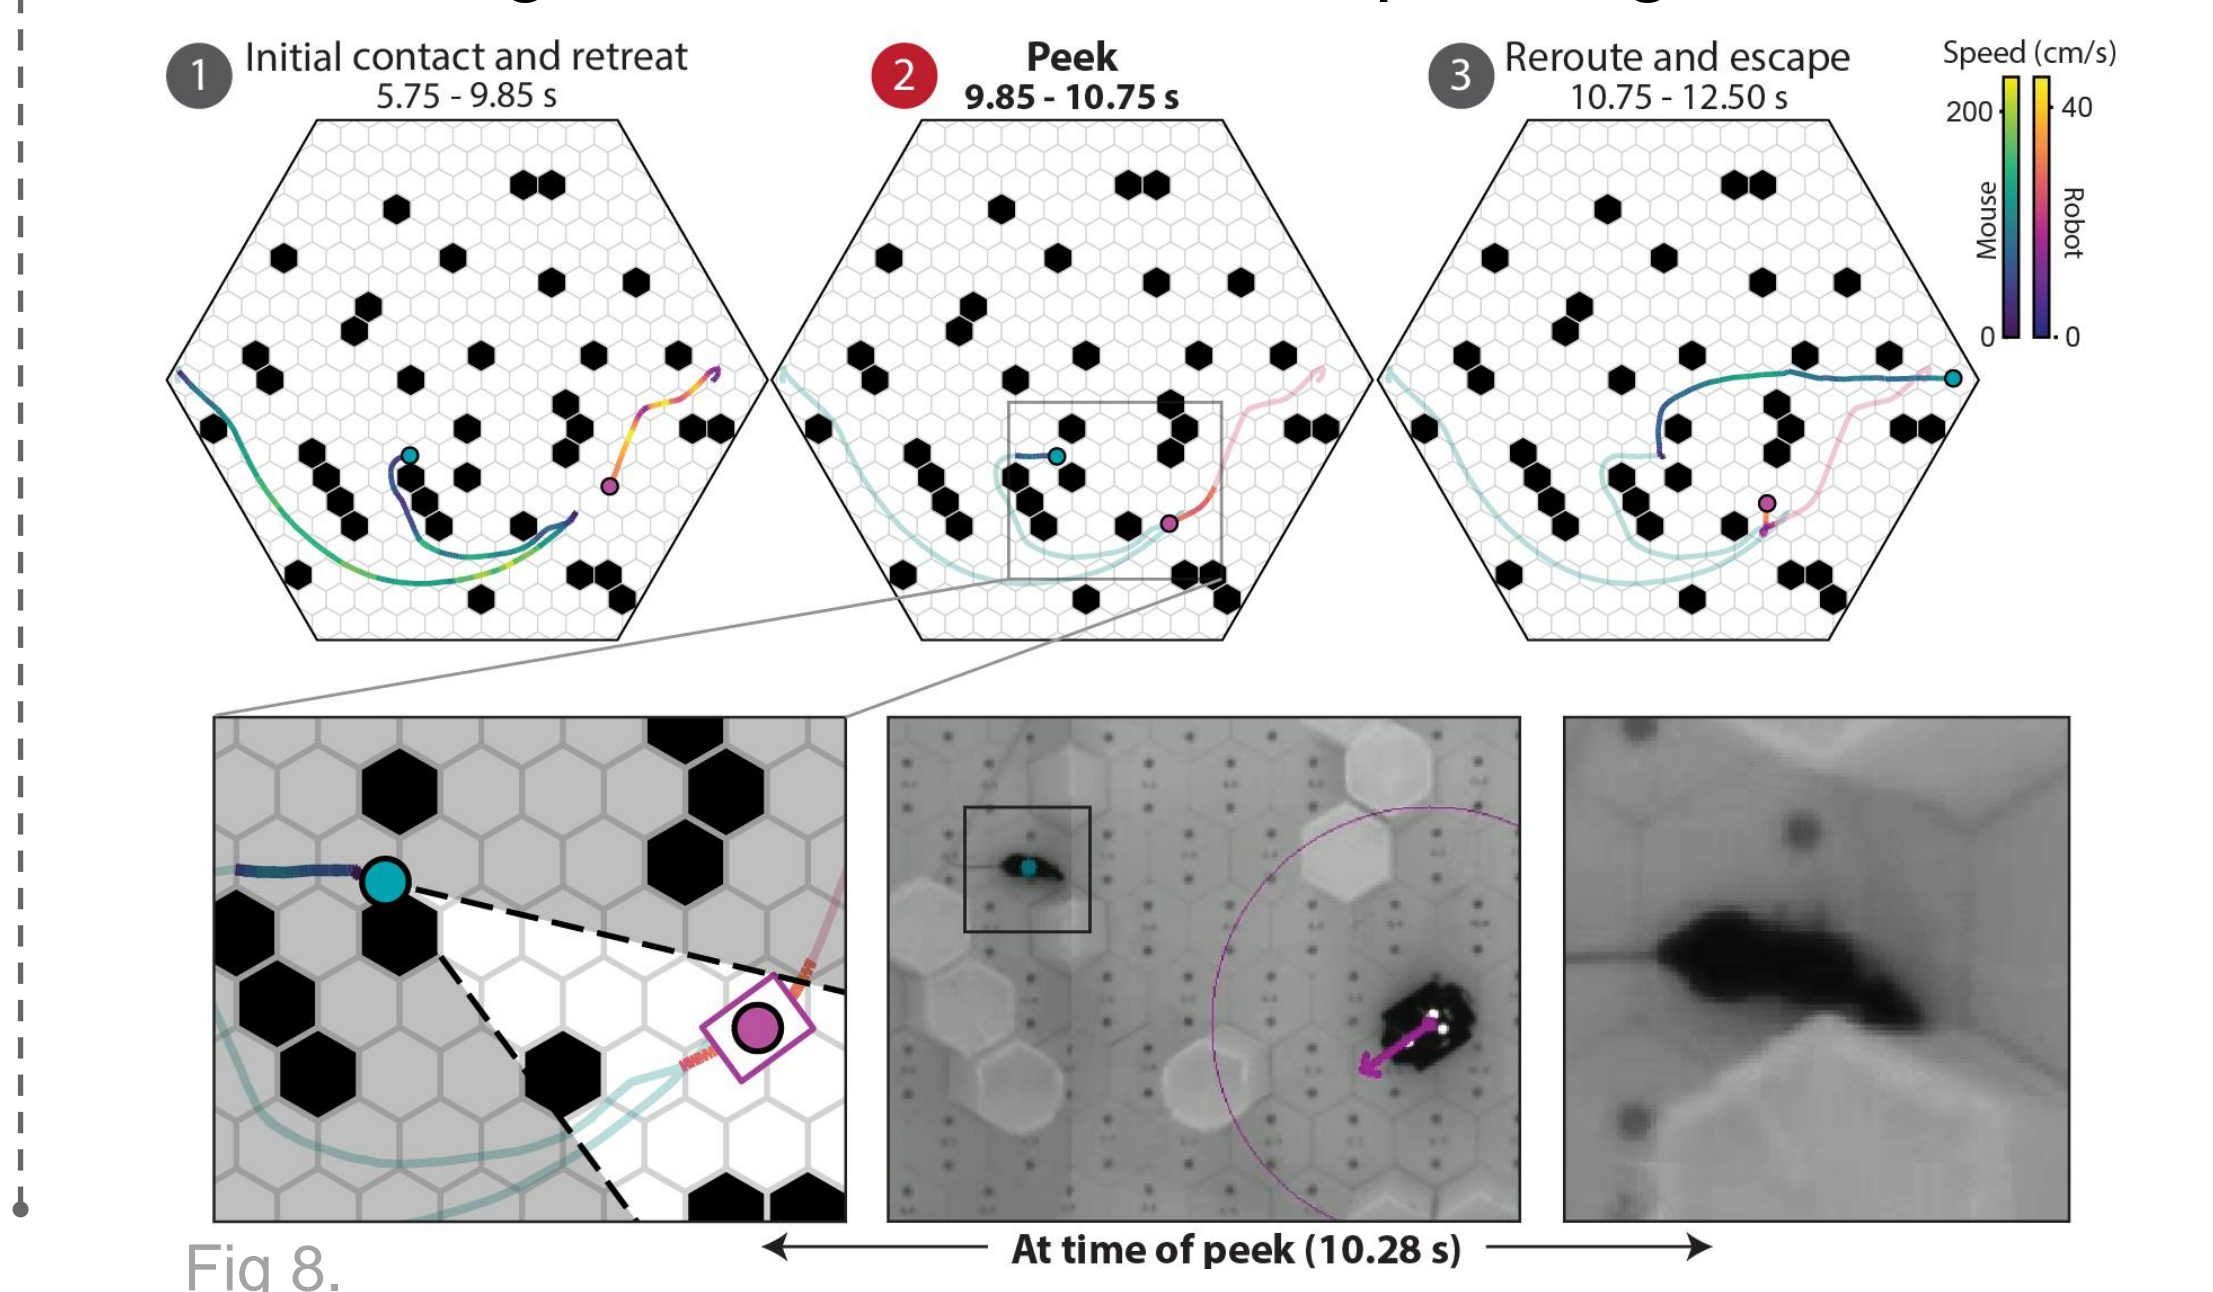 1 Initial contact and retreat
5.75 - 9.85 s
2 Peek
9.85 - 10.75 s
3 Reroute and escape
10.75 - 12.50 s
Speed (cm/s)
200
40
Mouse
Robot
0
0
At time of peek (10.28 s)
Fig 8.